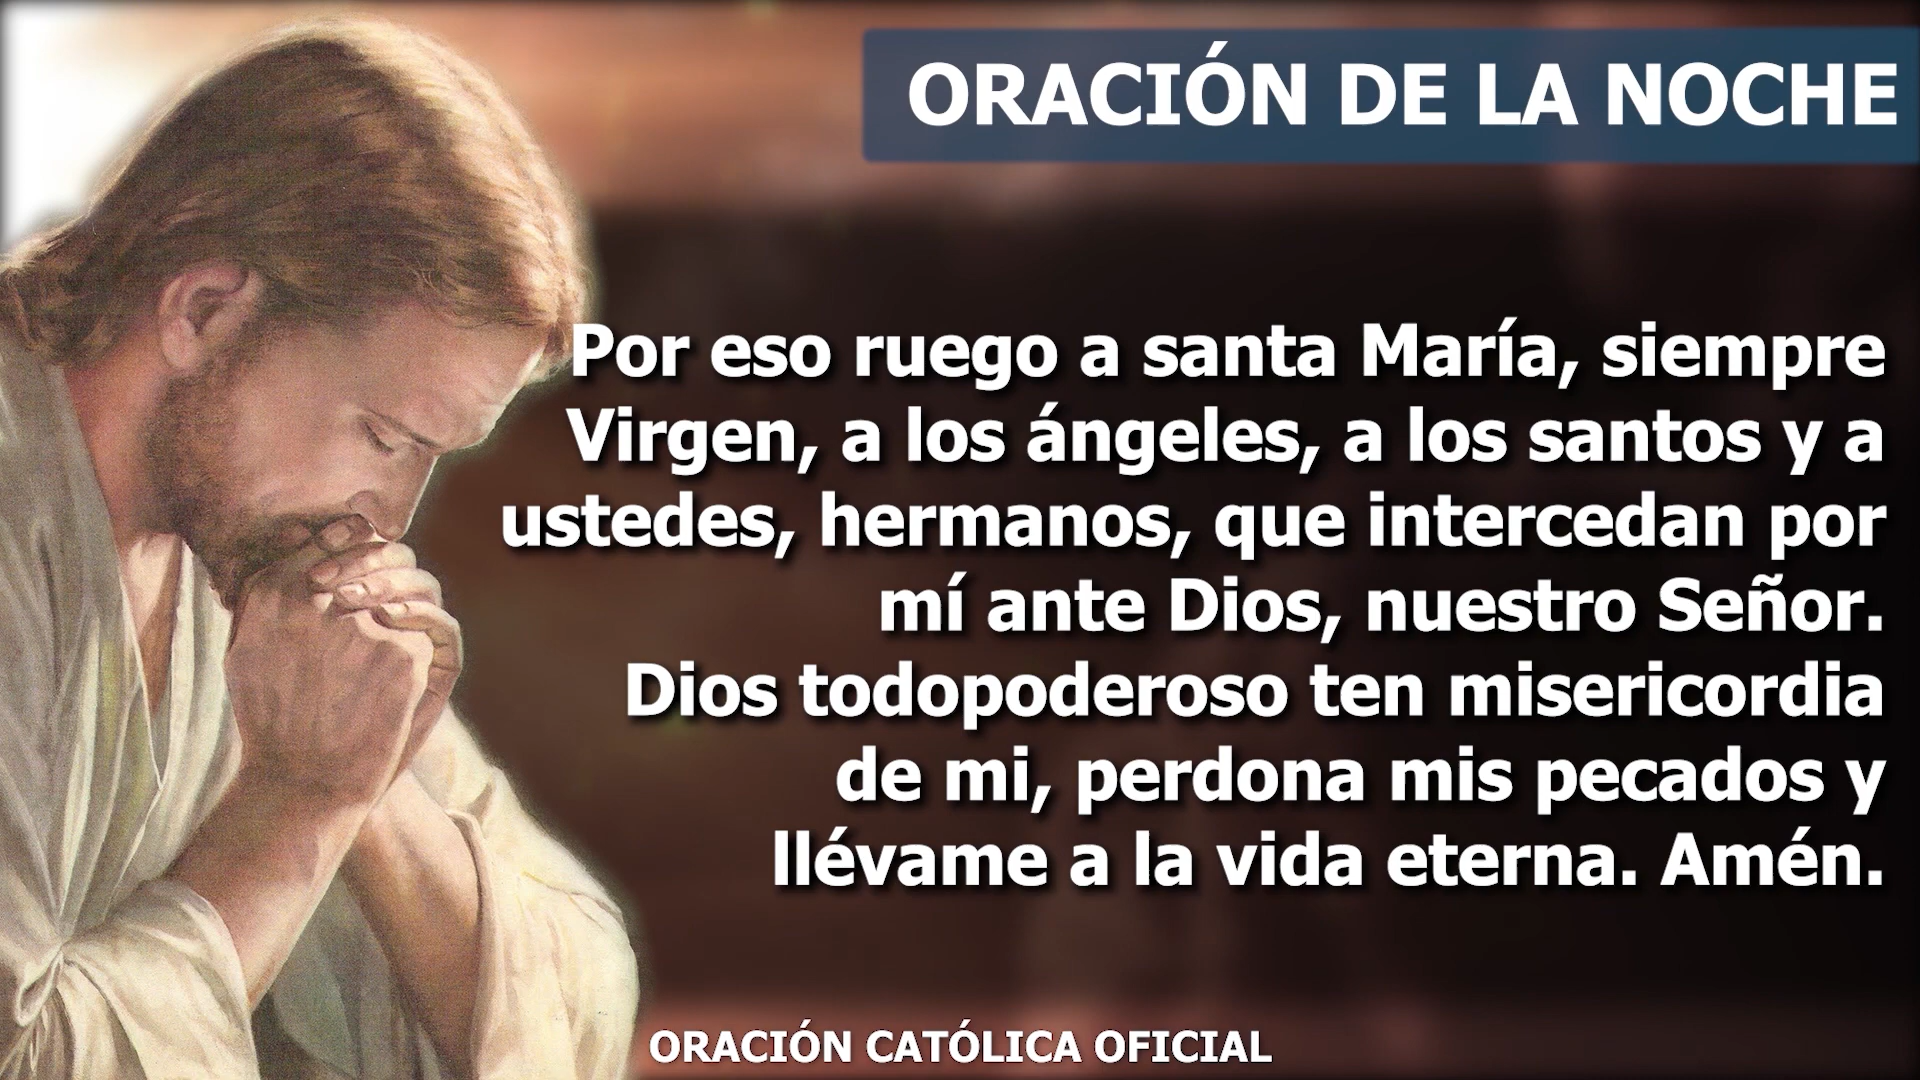 ORACIÓN DE LA NOCHE
Por eso ruego a santa María, siempre
Virgen, a los ángeles, a los santos y a
ustedes, hermanos, que intercedan por
mí ante Dios, nuestro Señor.
Dios todopoderoso ten misericordia
de mi, perdona mis pecados y
llévame a la vida eterna. Amén.
ORACIÓN CATÓLICA OFICIAL